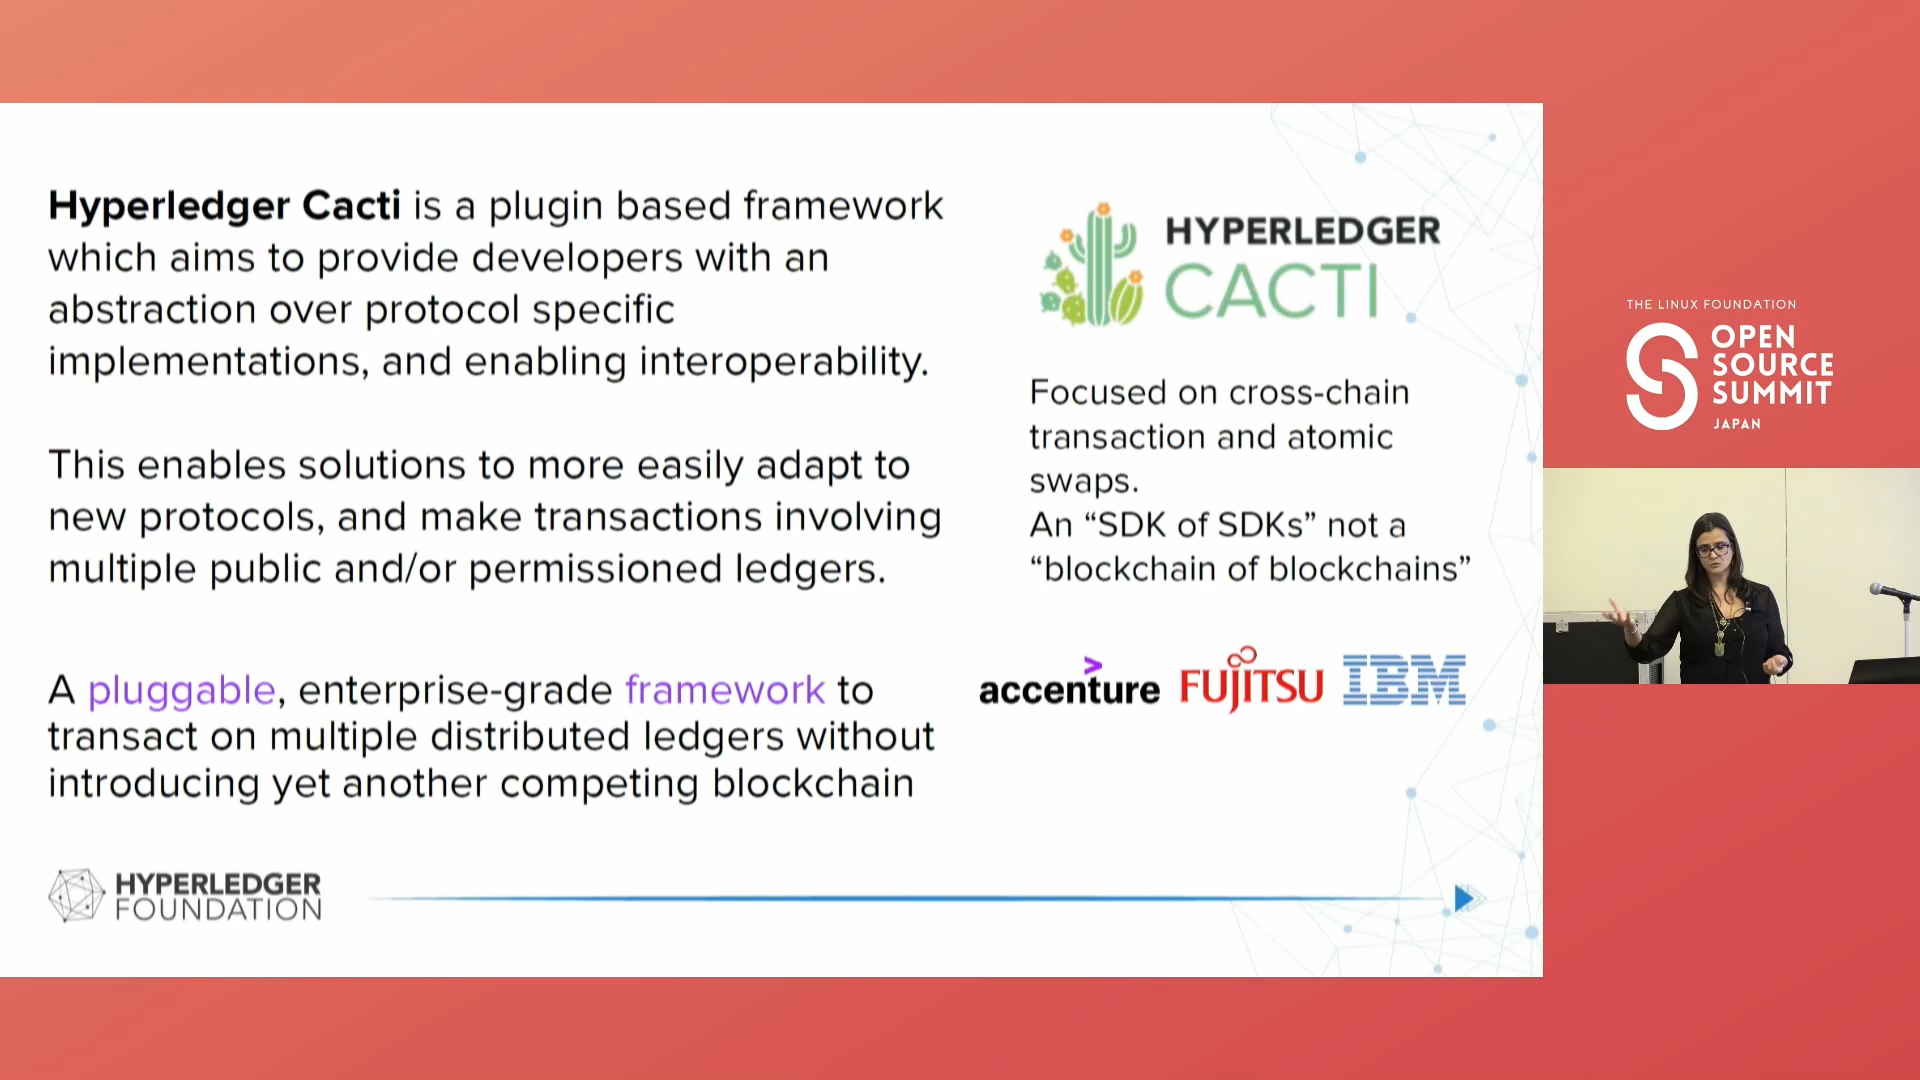 Hyperledger Cacti is a plugin based framework
which aims to provide developers with an
abstraction over protocol specific
implementations, and enabling interoperability.
This enables solutions to more easily adapt to
new protocols, and make transactions involving
multiple public and/or permissioned ledgers.
A pluggable, enterprise-grade framework to
transact on multiple distributed ledgers without
introducing yet another competing blockchain
HYPERLEDGER
FOUNDATION
HYPERLEDGER
CACTI
Focused on cross-chain
transaction and atomic
swaps.
An “SDK of SDKs” not a
“blockchain of blockchains”
accenture FUJITSU IBM
THE LINUX FOUNDATION
OPEN
SOURCE
SUMMIT
JAPAN